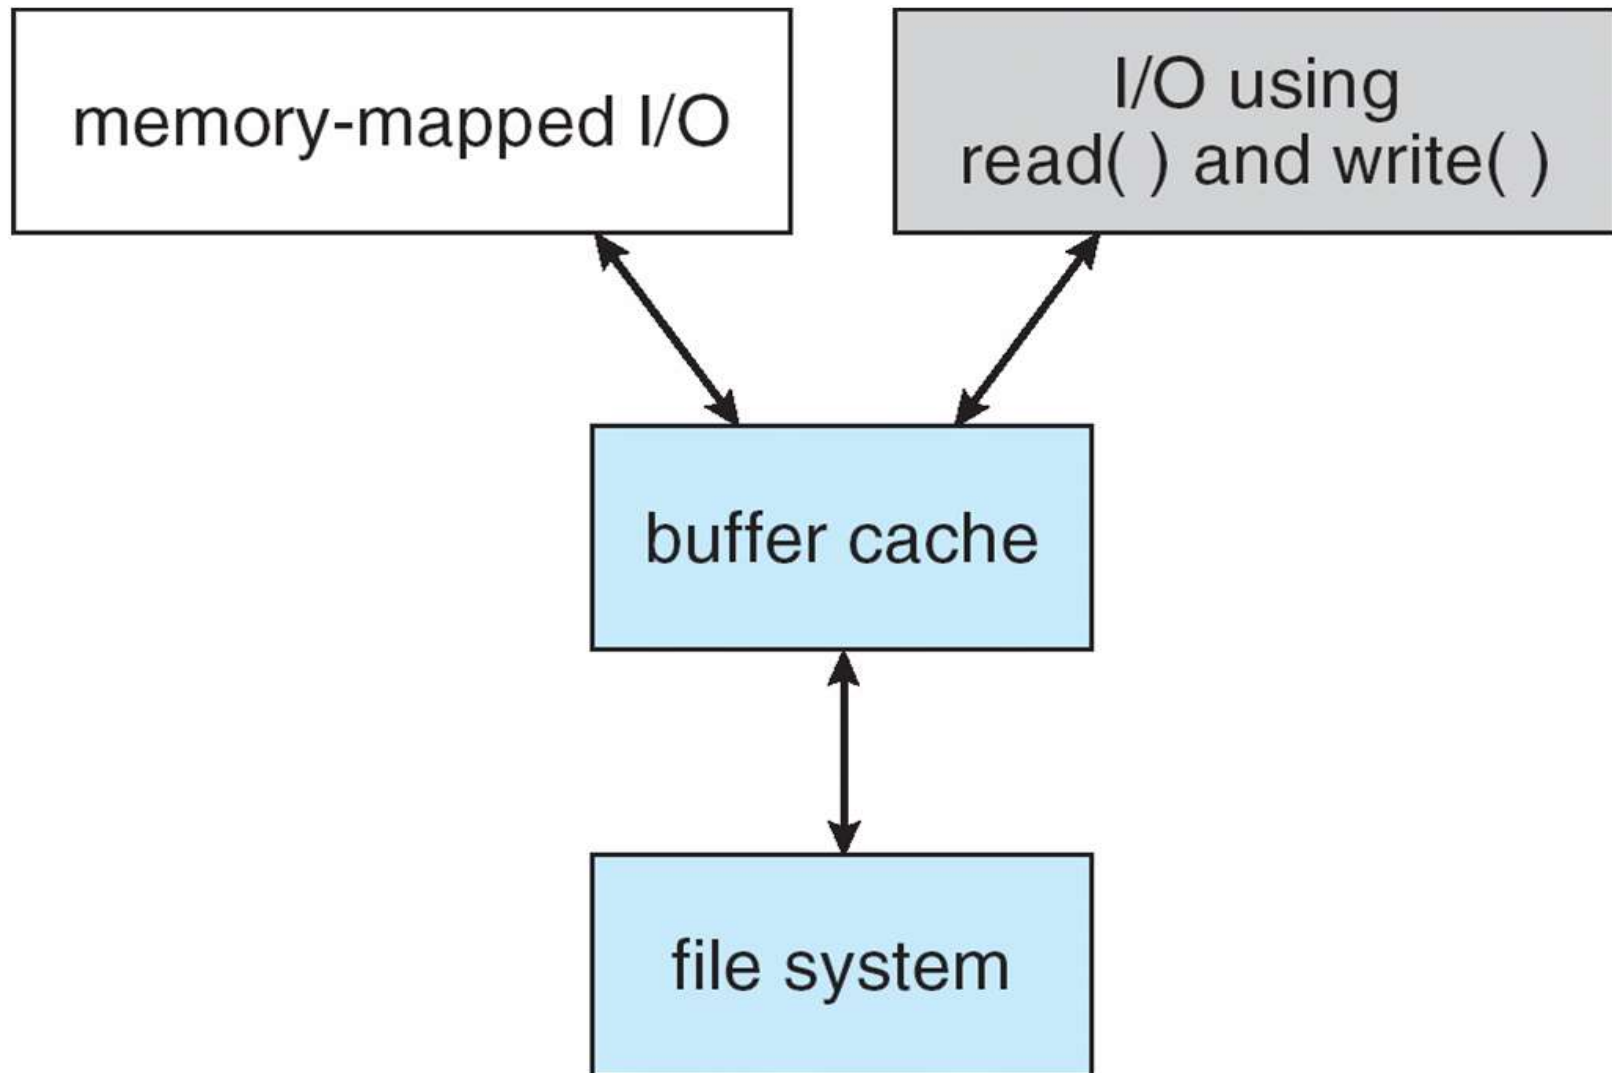 memory-mapped I/O
I/O using
read( ) and write( )
buffer cache
file system